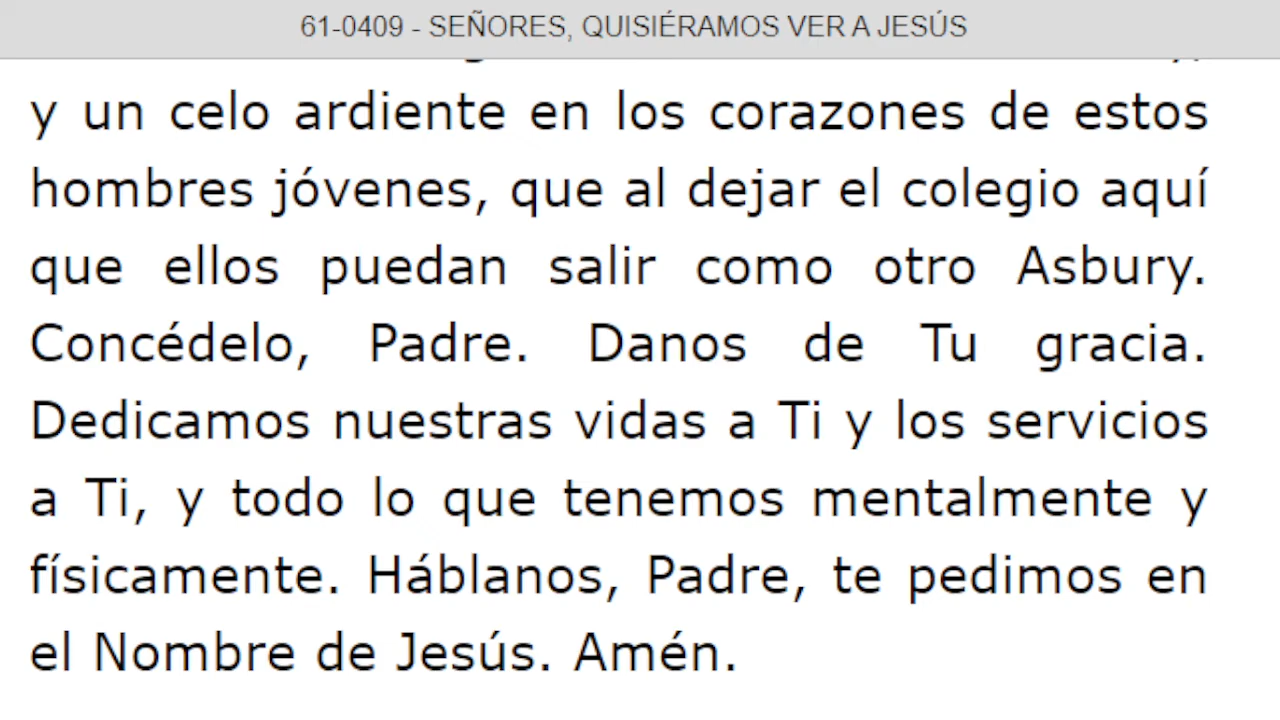 61-0409 - SEÑORES, QUISIÉRAMOS VER A JESÚS
y un celo ardiente en los corazones de estos
hombres jóvenes, que al dejar el colegio aquí
que ellos puedan salir como otro Asbury.
Concédelo, Padre. Danos de Tu gracia.
Dedicamos nuestras vidas a Ti y los servicios
a Ti, y todo lo que tenemos mentalmente y
físicamente. Háblanos, Padre, te pedimos en
el Nombre de Jesús. Amén.